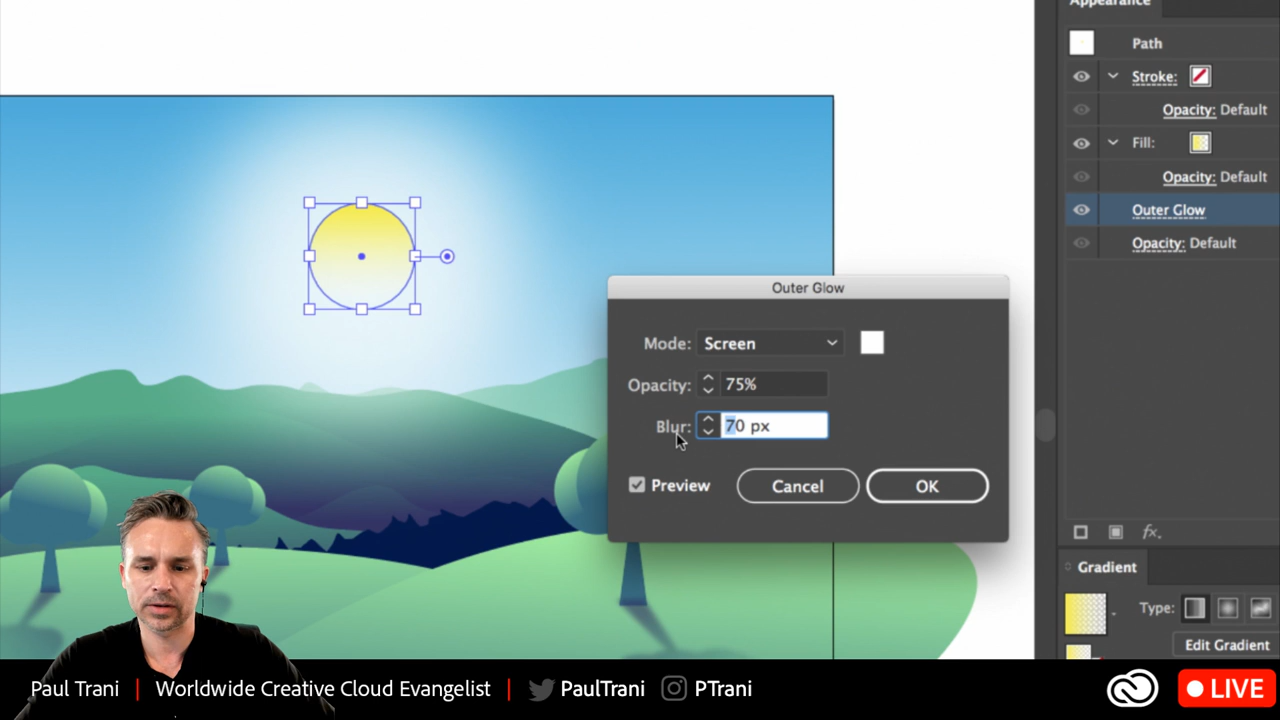 Appearance
Path
Stroke:
Opacity: Default
Fill:
Opacity: Default
Outer Glow
Opacity: Default
Outer Glow
Mode: Screen
Opacity: 75%
Blur: 70 px
Preview Cancel OK
fx.
Gradient
Type:
Edit Gradient
Paul Trani | Worldwide Creative Cloud Evangelist | PaulTrani PTrani
LIVE